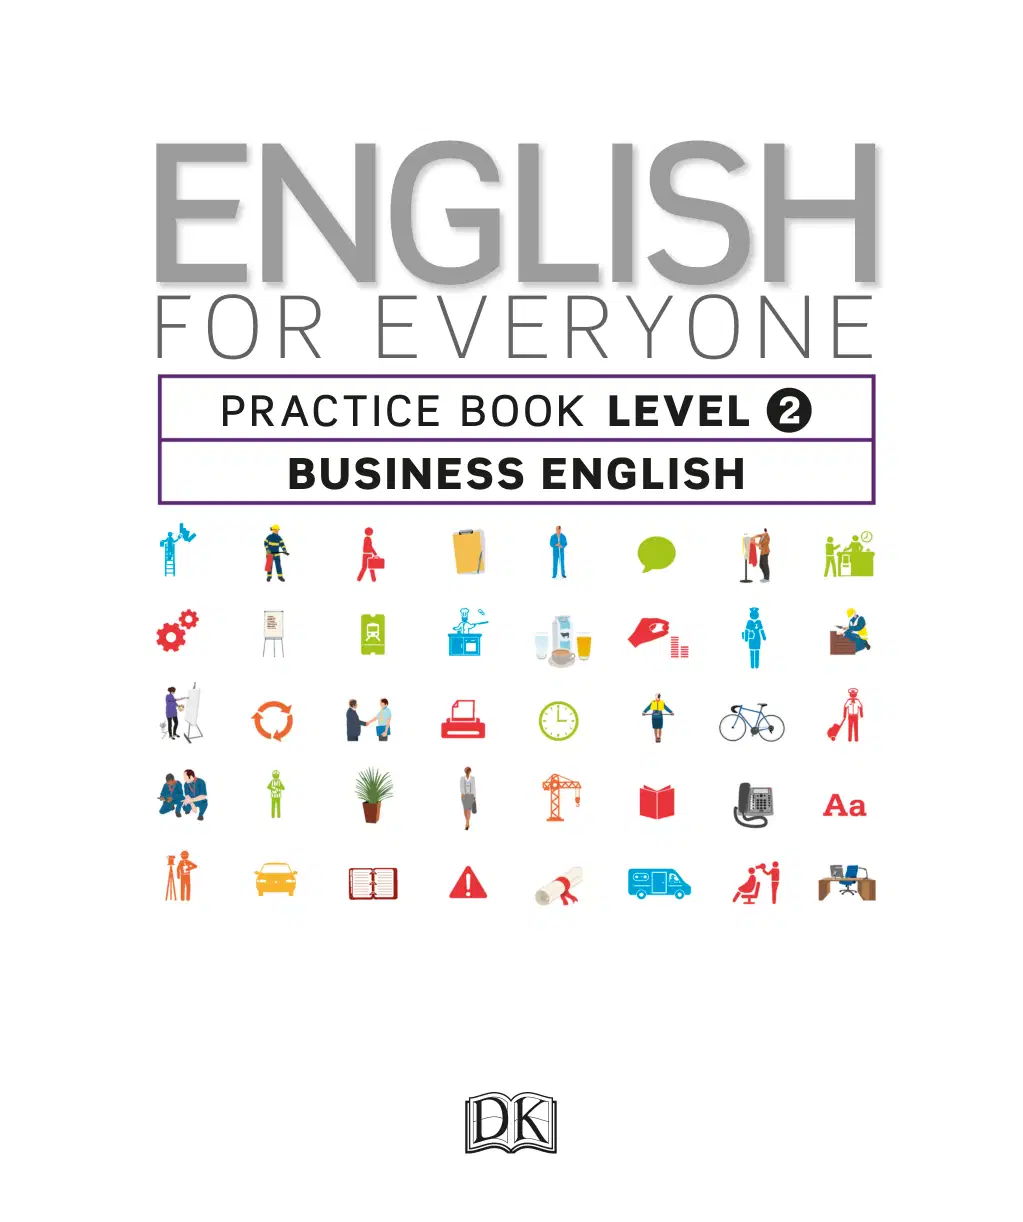 ENGLISH
FOR EVERYONE
PRACTICE BOOK LEVEL 2
BUSINESS ENGLISH
Aa
DK